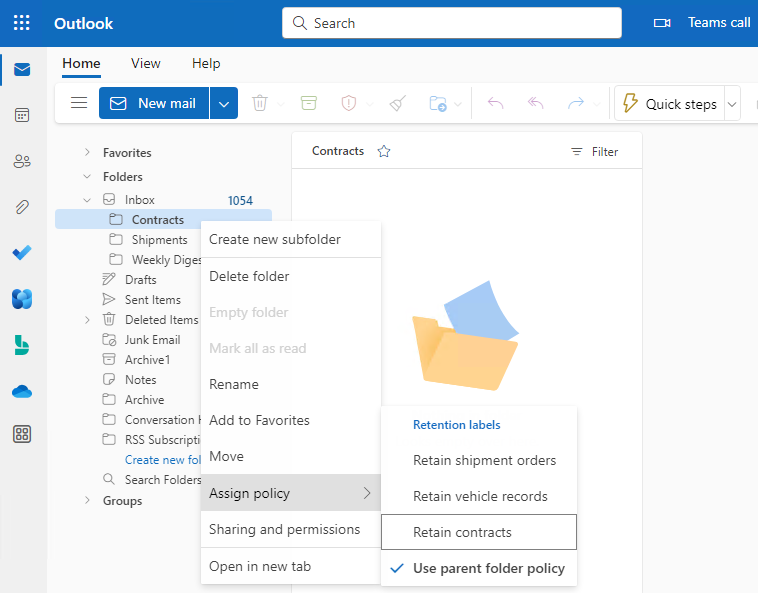 Outlook
Search
Teams call
Home View Help
New mail
Quick steps
Favorites
Folders
Inbox 1054
Contracts
Shipments
Weekly Diges
Drafts
Sent Items
Deleted Items
Junk Email
Archive1
Notes
Archive
Conversation H
RSS Subscripti
Create new fol
Search Folders
Groups
Contracts
Filter
Create new subfolder
Delete folder
Empty folder
Mark all as read
Rename
Add to Favorites
Move
Assign policy
Sharing and permissions
Open in new tab
Retention labels
Retain shipment orders
Retain vehicle records
Retain contracts
Use parent folder policy